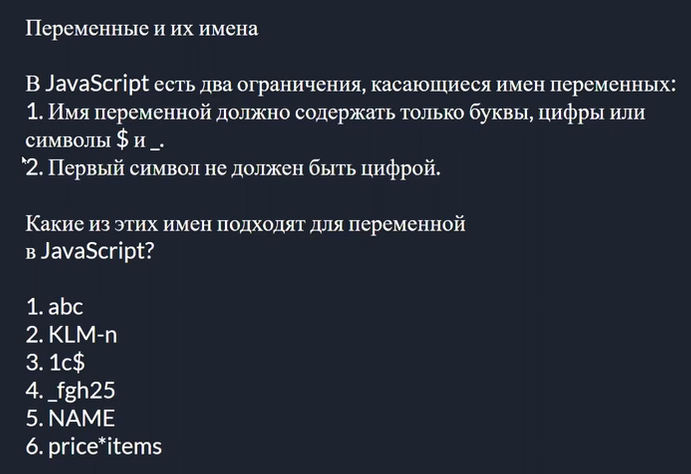 Переменные и их имена
В JavaScript есть два ограничения, касающиеся имен переменных:
1. Имя переменной должно содержать только буквы, цифры или
символы $ и _.
2. Первый символ не должен быть цифрой.
Какие из этих имен подходят для переменной
в JavaScript?
1. abc
2. KLM-n
3. 1c$
4. _fgh25
5. NAME
6. price*items